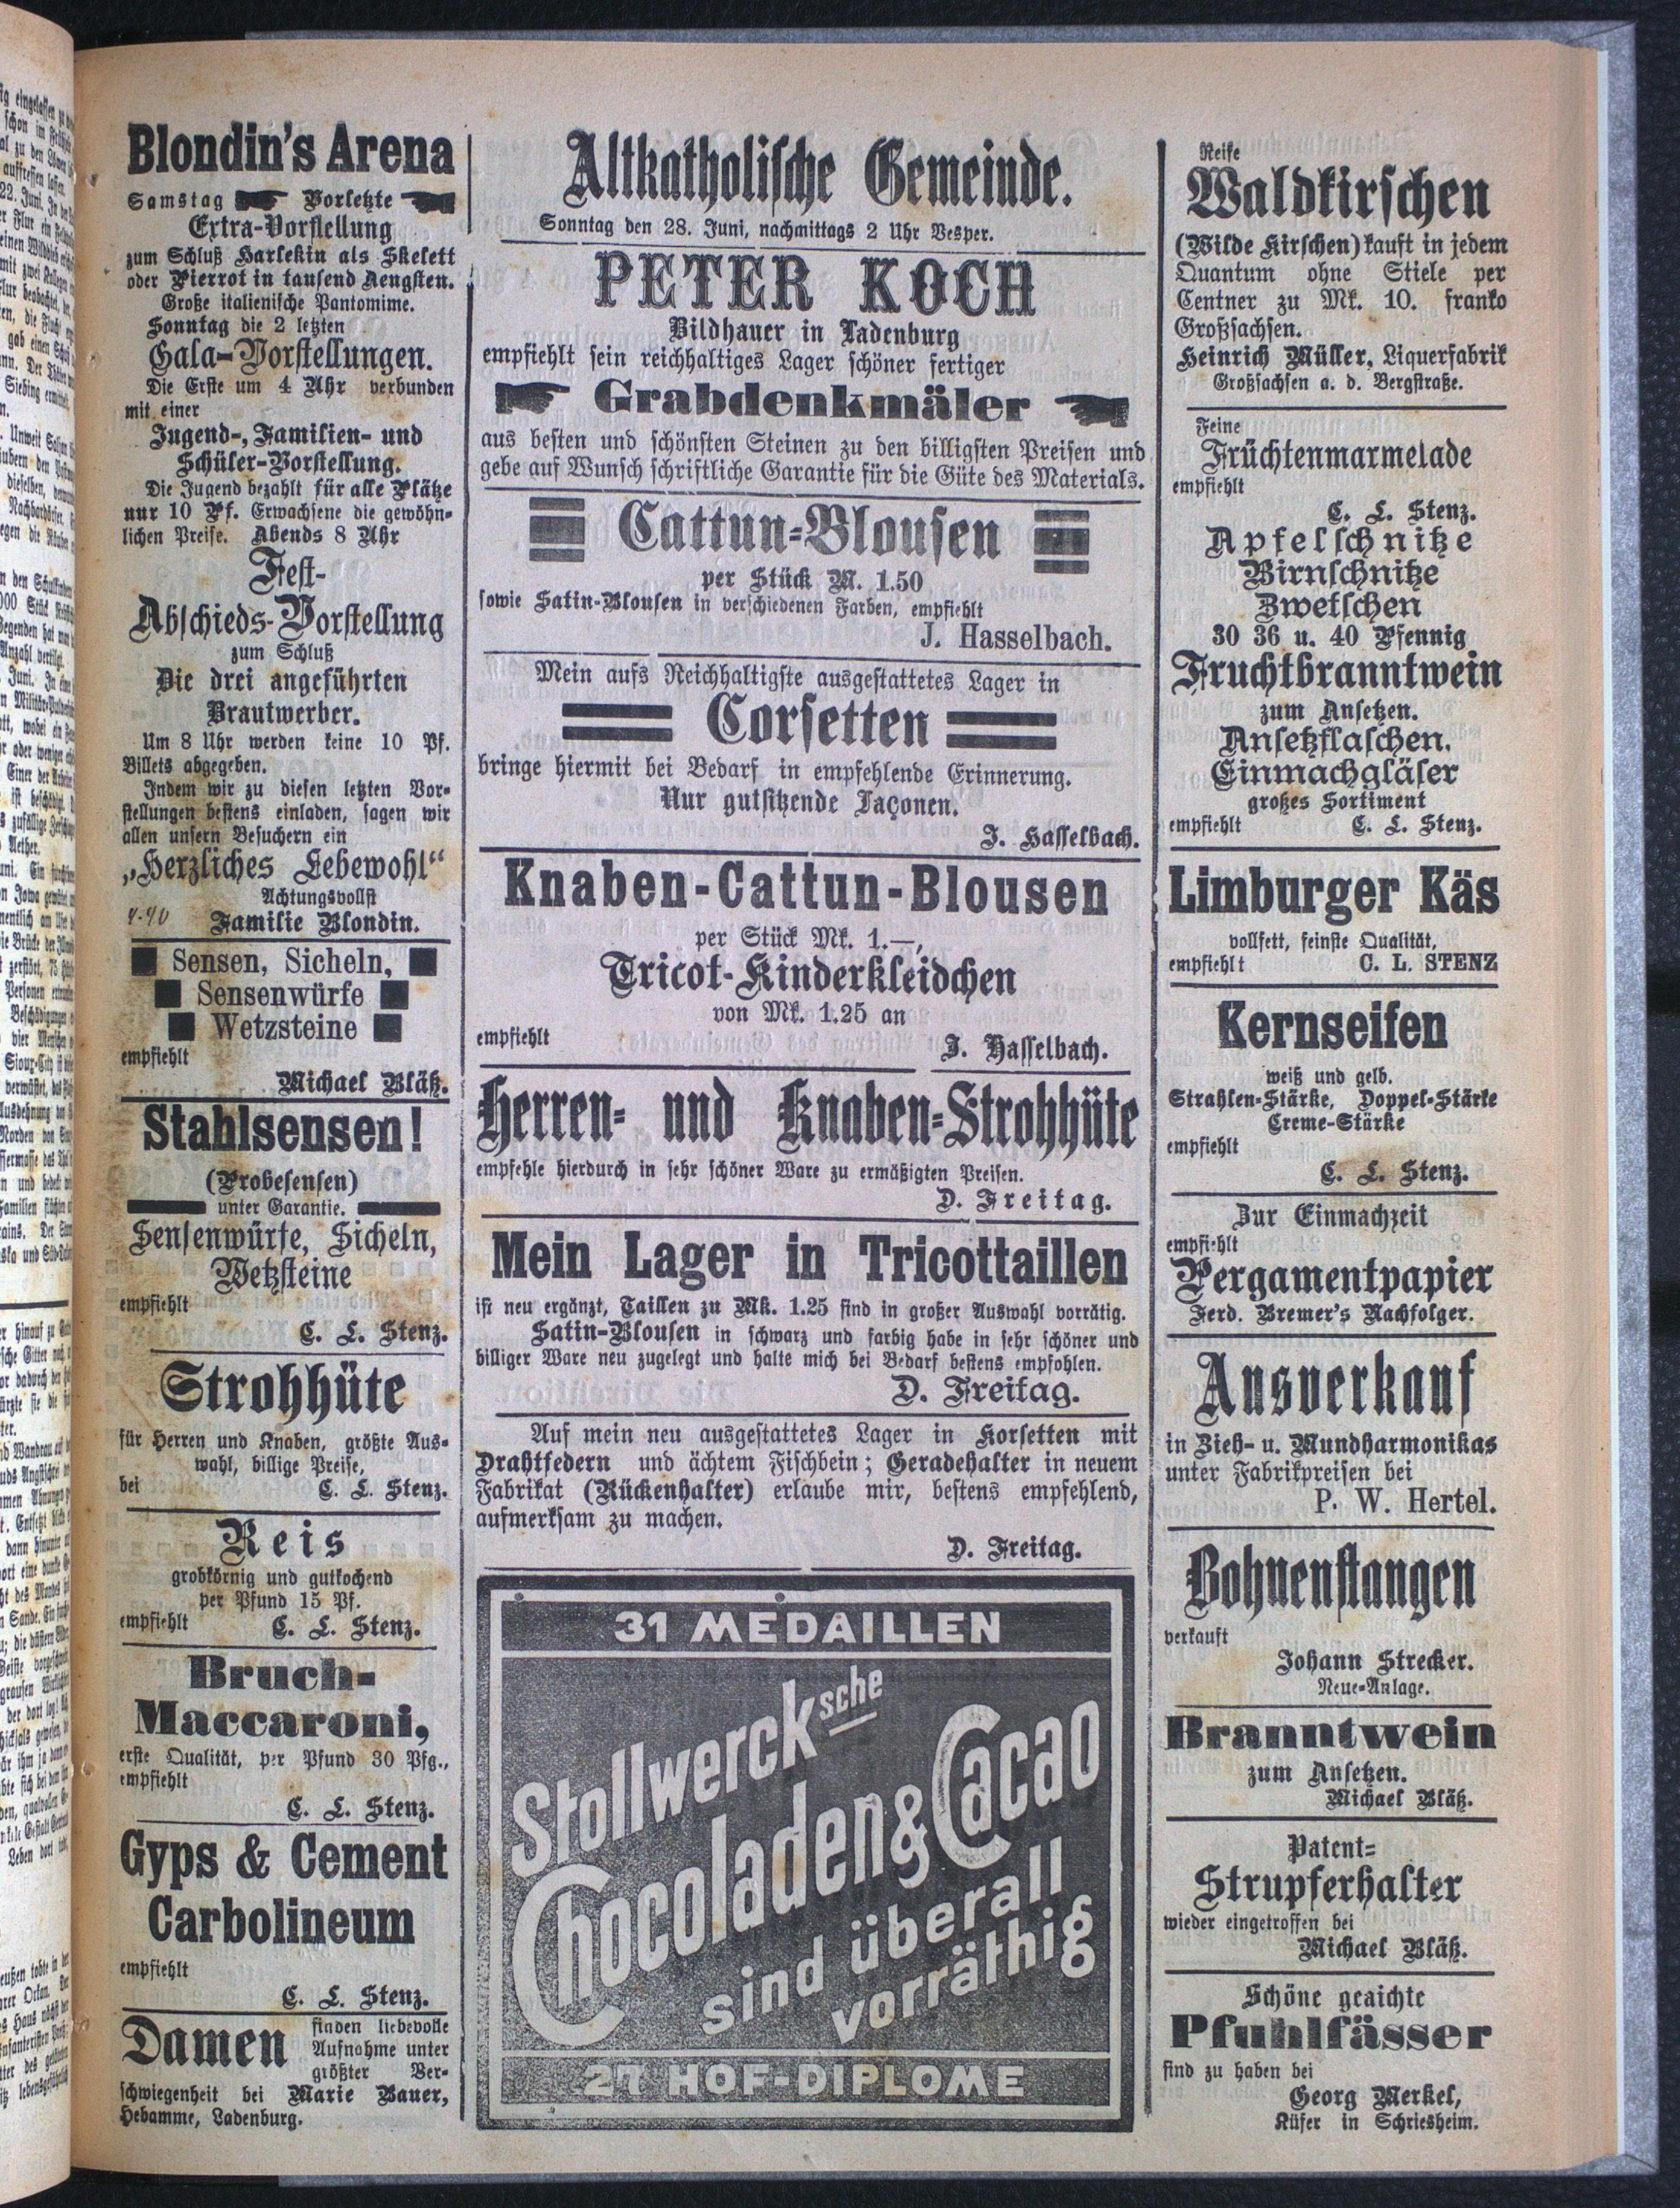 Blondin's Arena
Samstag Vorletzte
Extra-Vorstellung
zum Schluß Harlekin als Skelett
oder Pierrot in tausend Aengsten.
Große italienische Pantomime.
Sonntag die 2 letzten
Gala-Vorstellungen.
Die Erste um 4 Uhr verbunden
mit einer
Jugend-, Familien- und
Schüler-Vorstellung.
Die Jugend bezahlt für alle Plätze
nur 10 Pf. Erwachsene die gewöhn-
lichen Preise. Abends 8 Uhr
Fest-
Abschieds-Vorstellung
zum Schluß
Die drei angeführten
Brautwerber.
Um 8 Uhr werden keine 10 Pf.
Billets abgegeben.
Indem wir zu diesen letzten Vor-
stellungen bestens einladen, sagen wir
allen unsern Besuchern ein
„Herzliches Lebewohl“
Achtungsvollst
Familie Blondin.
Sensen, Sicheln,
Sensenwürfe
Wetzsteine
empfiehlt
Michael Bläß.
Stahlsensen!
(Probesensen)
unter Garantie.
Sensenwürfe, Sicheln,
Wetzsteine
empfiehlt
C. L. Stenz.
Strohhüte
für Herren und Knaben, größte Aus-
wahl, billige Preise,
bei C. L. Stenz.
Reis
grobkörnig und gutkochend
per Pfund 15 Pf.
empfiehlt C. L. Stenz.
Bruch-
Maccaroni,
erste Qualität, per Pfund 30 Pfg.,
empfiehlt
C. L. Stenz.
Gyps & Cement
Carbolineum
empfiehlt
C. L. Stenz.
Damen finden liebevolle
Aufnahme unter
größter Ver-
schwiegenheit bei Marie Bauer,
Hebamme, Ladenburg.
Altkatholische Gemeinde.
Sonntag den 28. Juni, nachmittags 2 Uhr Vesper.
PETER KOCH
Bildhauer in Ladenburg
empfiehlt sein reichhaltiges Lager schöner fertiger
Grabdenkmäler
aus besten und schönsten Steinen zu den billigsten Preisen und
gebe auf Wunsch schriftliche Garantie für die Güte des Materials.
Cattun-Blousen
per Stück M. 1.50
sowie Satin-Blousen in verschiedenen Farben, empfiehlt
J. Hasselbach.
Mein aufs Reichhaltigste ausgestattetes Lager in
Corsetten
bringe hiermit bei Bedarf in empfehlende Erinnerung.
Nur gutsitzende Façonen.
J. Hasselbach.
Knaben-Cattun-Blousen
per Stück Mk. 1.—,
Tricot-Kinderkleidchen
von Mk. 1.25 an
empfiehlt J. Hasselbach.
Herren- und Knaben-Strohhüte
empfehle hierdurch in sehr schöner Ware zu ermäßigten Preisen.
D. Freitag.
Mein Lager in Tricottaillen
ist neu ergänzt, Taillen zu Mk. 1.25 sind in großer Auswahl vorrätig.
Satin-Blousen in schwarz und farbig habe in sehr schöner und
billiger Ware neu zugelegt und halte mich bei Bedarf bestens empfohlen.
D. Freitag.
Auf mein neu ausgestattetes Lager in Korsetten mit
Drahtfedern und ächtem Fischbein; Geradehalter in neuem
Fabrikat (Rückenhalter) erlaube mir, bestens empfehlend,
aufmerksam zu machen.
D. Freitag.
31 MEDAILLEN
Stollwerck'sche
Chocoladen & Cacao
sind überall
vorräthig
27 HOF-DIPLOME
Reife
Waldkirschen
(Wilde Kirschen) kauft in jedem
Quantum ohne Stiele per
Centner zu Mk. 10. franko
Großsachsen.
Heinrich Müller, Liquerfabrik
Großsachsen a. d. Bergstraße.
Feine
Früchtenmarmelade
empfiehlt
C. L. Stenz.
Apfelschnitze
Birnschnitze
Zwetschen
30 36 u. 40 Pfennig
Fruchtbranntwein
zum Ansetzen.
Ansetzflaschen.
Einmachgläser
großes Sortiment
empfiehlt C. L. Stenz.
Limburger Käs
vollfett, feinste Qualität,
empfiehlt C. L. STENZ
Kernseifen
weiß und gelb.
Strahlen-Stärke, Doppel-Stärke
Creme-Stärke
empfiehlt
C. L. Stenz.
Zur Einmachzeit
empfiehlt
Pergamentpapier
Ferd. Bremer's Nachfolger.
Ausverkauf
in Zieh- u. Mundharmonikas
unter Fabrikpreisen bei
P. W. Hertel.
Bohnenstangen
verkauft
Johann Strecker.
Neue-Anlage.
Branntwein
zum Ansetzen.
Michael Bläß.
Patent-
Strupferhalter
wieder eingetroffen bei
Michael Bläß.
Schöne geaichte
Pfuhlfässer
sind zu haben bei
Georg Merkel,
Küfer in Schriesheim.